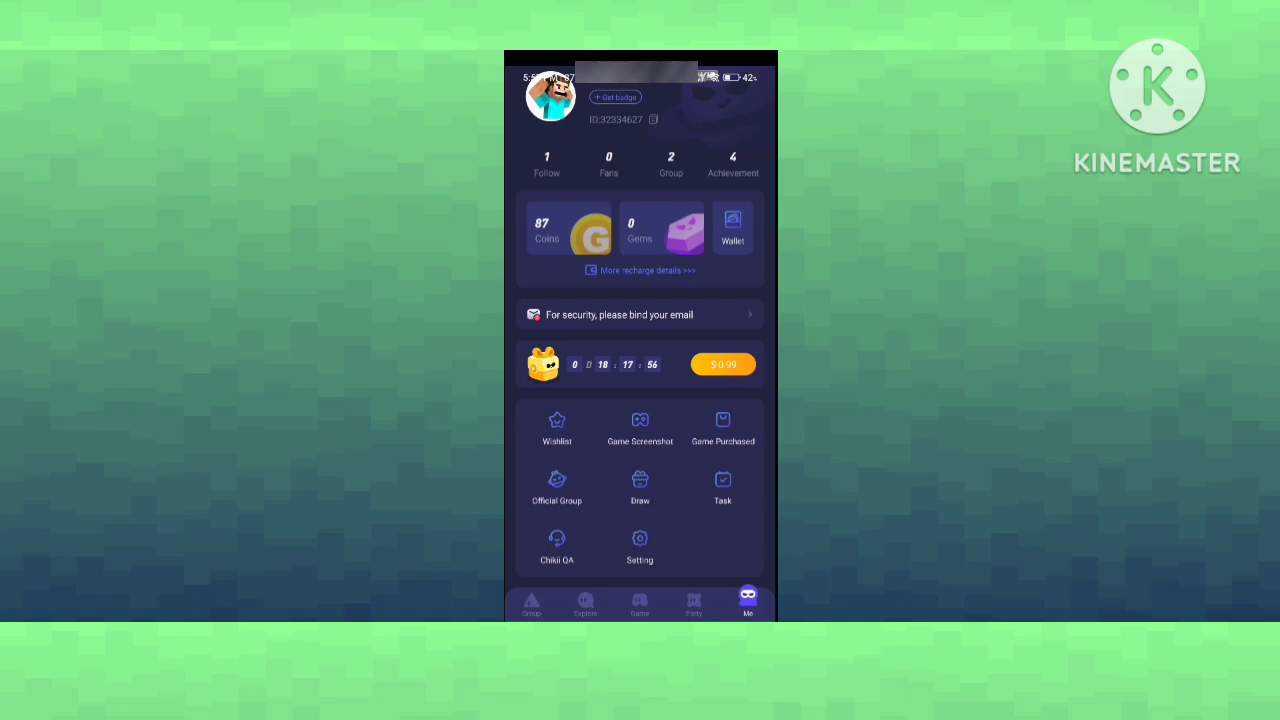 42%
+ Get badge
ID:32334627
1 0 2 4
Follow Fans Group Achievement
87 0
Coins Gems Wallet
G
More recharge details >>>
For security, please bind your email
0 D 18 : 17 : 56 $ 0.99
Wishlist Game Screenshot Game Purchased
Official Group Draw Task
Chikii QA Setting
Group Explore Game Party Me
K
KINEMASTER